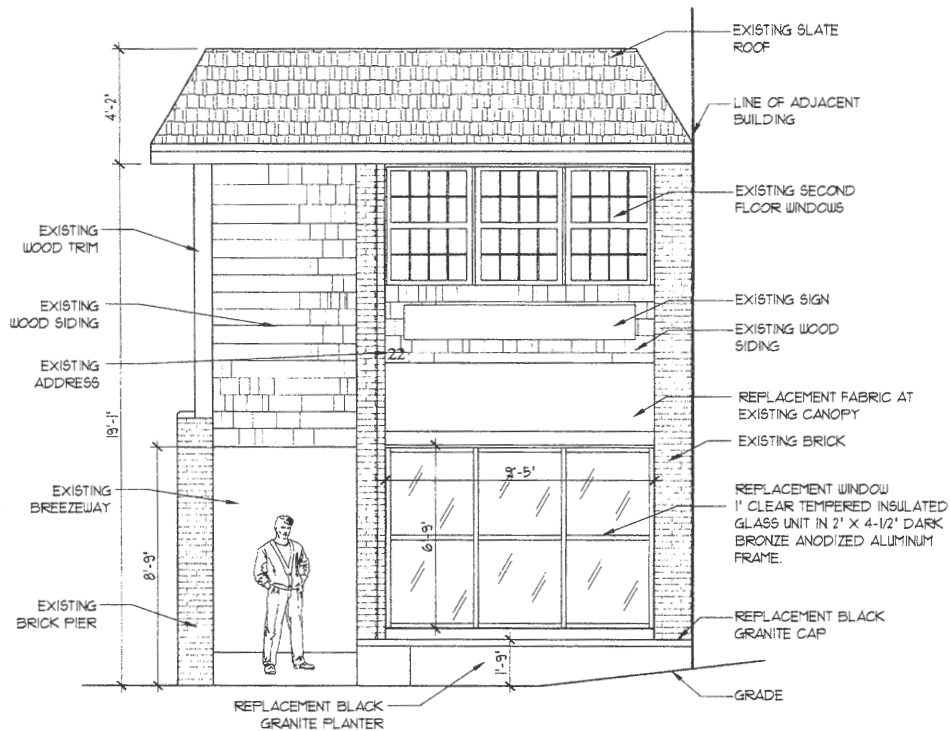 EXISTING SLATE
ROOF
LINE OF ADJACENT
BUILDING
EXISTING SECOND
FLOOR WINDOWS
EXISTING SIGN
EXISTING WOOD
SIDING
REPLACEMENT FABRIC AT
EXISTING CANOPY
EXISTING BRICK
REPLACEMENT WINDOW
1' CLEAR TEMPERED INSULATED
GLASS UNIT IN 2' X 4-1/2' DARK
BRONZE ANODIZED ALUMINUM
FRAME.
REPLACEMENT BLACK
GRANITE CAP
GRADE
4'-2'
EXISTING
WOOD TRIM
EXISTING
WOOD SIDING
EXISTING
ADDRESS
22
19'-1'
EXISTING
BREEZEWAY
8'-9'
EXISTING
BRICK PIER
9'-5'
6'-9'
1'-9'
REPLACEMENT BLACK
GRANITE PLANTER